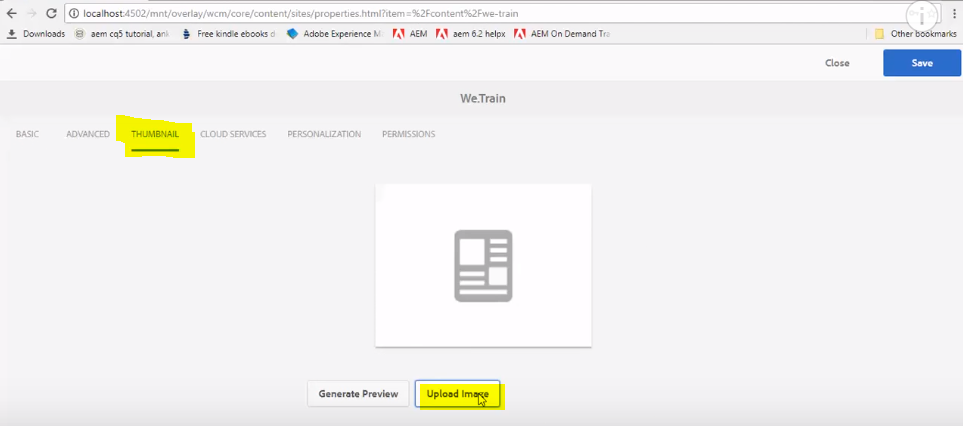 localhost:4502/mnt/overlay/wcm/core/content/sites/properties.html?item=%2Fcontent%2Fwe-train
Downloads aem cq5 tutorial, ank Free kindle ebooks d Adobe Experience M AEM aem 6.2 helpx AEM On Demand Tra Other bookmarks
Close Save
We.Train
BASIC ADVANCED THUMBNAIL CLOUD SERVICES PERSONALIZATION PERMISSIONS
Generate Preview Upload Image